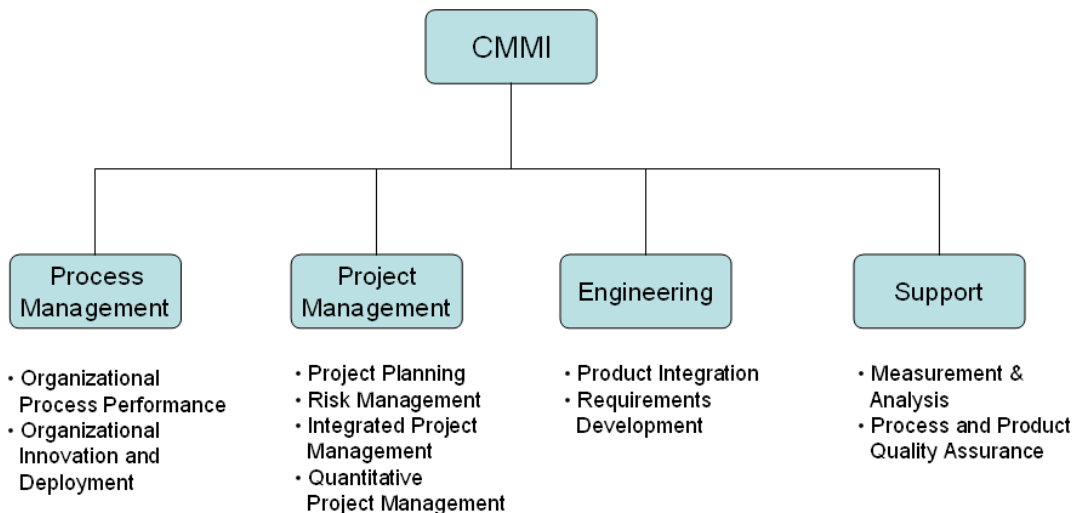 CMMI
Process
Management
Project
Management
Engineering
Support
• Organizational
Process Performance
• Organizational
Innovation and
Deployment
• Project Planning
• Risk Management
• Integrated Project
Management
• Quantitative
Project Management
• Product Integration
• Requirements
Development
• Measurement &
Analysis
• Process and Product
Quality Assurance